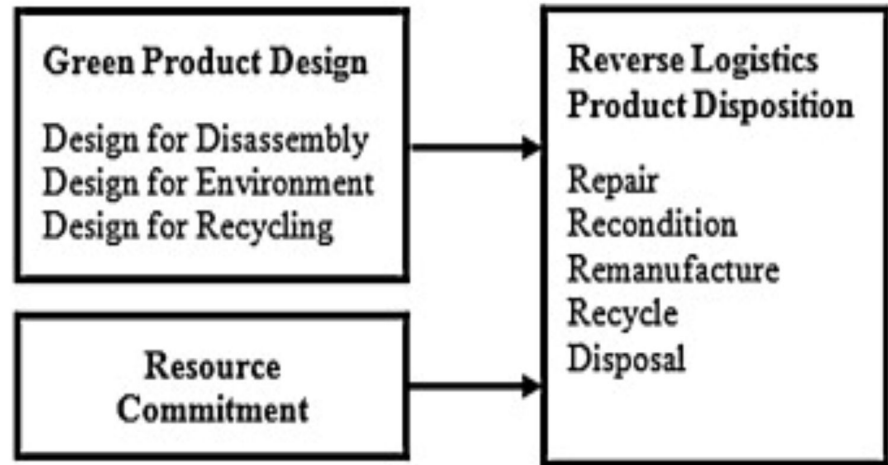 Green Product Design
Design for Disassembly
Design for Environment
Design for Recycling
Resource
Commitment
Reverse Logistics
Product Disposition
Repair
Recondition
Remanufacture
Recycle
Disposal